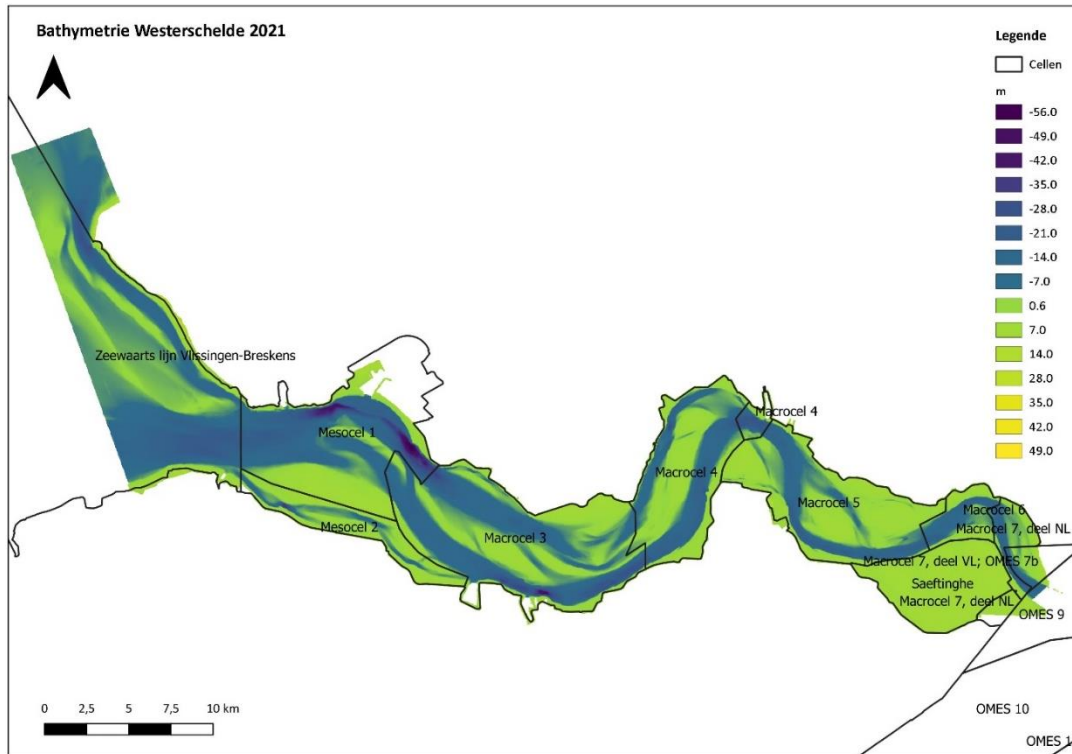 Bathymetrie Westerschelde 2021
Legende
Cellen
m
-56.0
-49.0
-42.0
-35.0
-28.0
-21.0
-14.0
-7.0
0.6
7.0
14.0
28.0
35.0
42.0
49.0
Zeewaarts lijn Vlissingen-Breskens
Mesocel 1
Mesocel 2
Macrocel 3
Macrocel 4
Macrocel 4
Macrocel 5
Macrocel 6
Macrocel 7, deel NL
Macrocel 7, deel VL; OMES 7b
Saeftinghe
Macrocel 7, deel NL
OMES 9
OMES 10
OMES 1
0 2,5 5 7,5 10 km